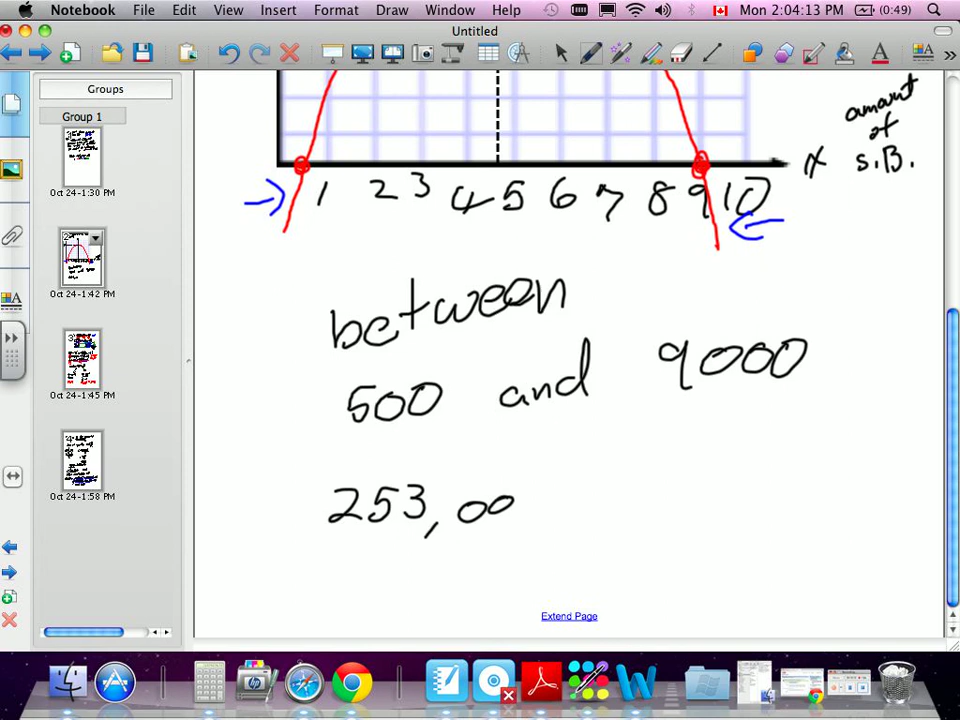 Notebook File Edit View Insert Format Draw Window Help Mon 2:04:13 PM (0:49)
Untitled
Groups
Group 1
Oct 24-1:30 PM
2
Oct 24-1:42 PM
3
Oct 24-1:45 PM
Oct 24-1:58 PM
amount
of
x s.B.
1 2 3 4 5 6 7 8 9 10
between
500 and 9000
253,00
Extend Page